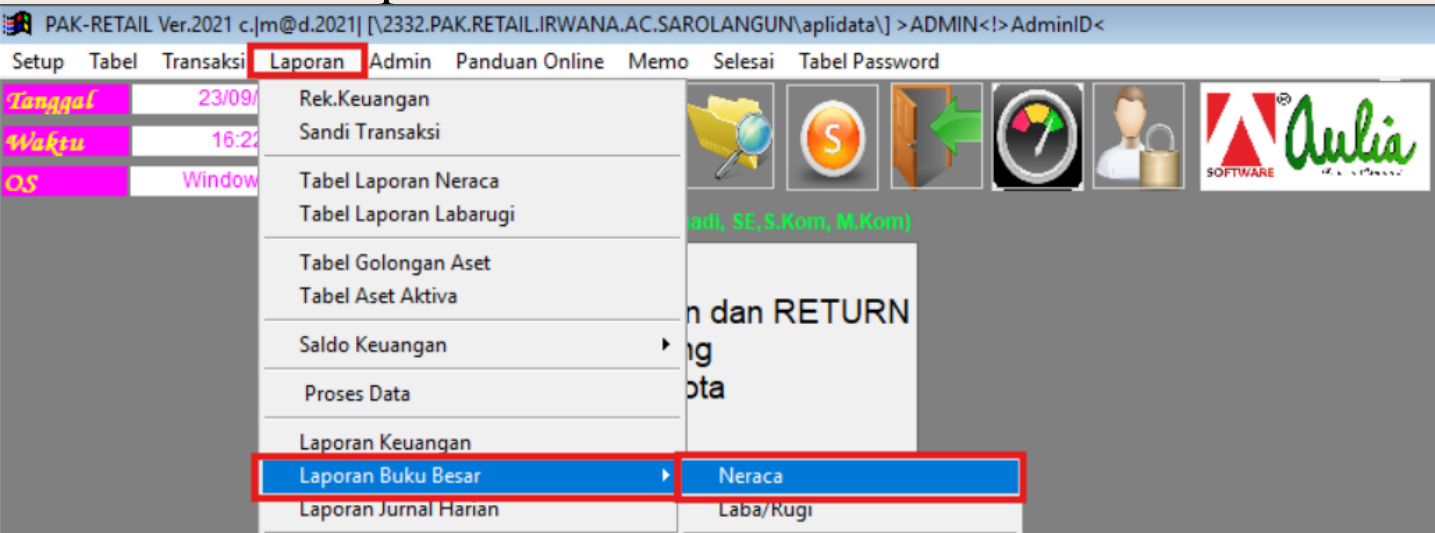 PAK-RETAIL Ver.2021 c.|m@d.2021| [\2332.PAK.RETAIL.IRWANA.AC.SAROLANGUN\aplidata\] >ADMIN<!>AdminID<
Setup Tabel Transaksi Laporan Admin Panduan Online Memo Selesai Tabel Password
Tanggal 23/09/
Waktu 16:22
OS Window
Rek.Keuangan
Sandi Transaksi
Tabel Laporan Neraca
Tabel Laporan Labarugi
Tabel Golongan Aset
Tabel Aset Aktiva
Saldo Keuangan
Proses Data
Laporan Keuangan
Laporan Buku Besar
Laporan Jurnal Harian
Neraca
Laba/Rugi
S
SOFTWARE
® Aulia
adi, SE,S.Kom, M.Kom)
n dan RETURN
ng
ota